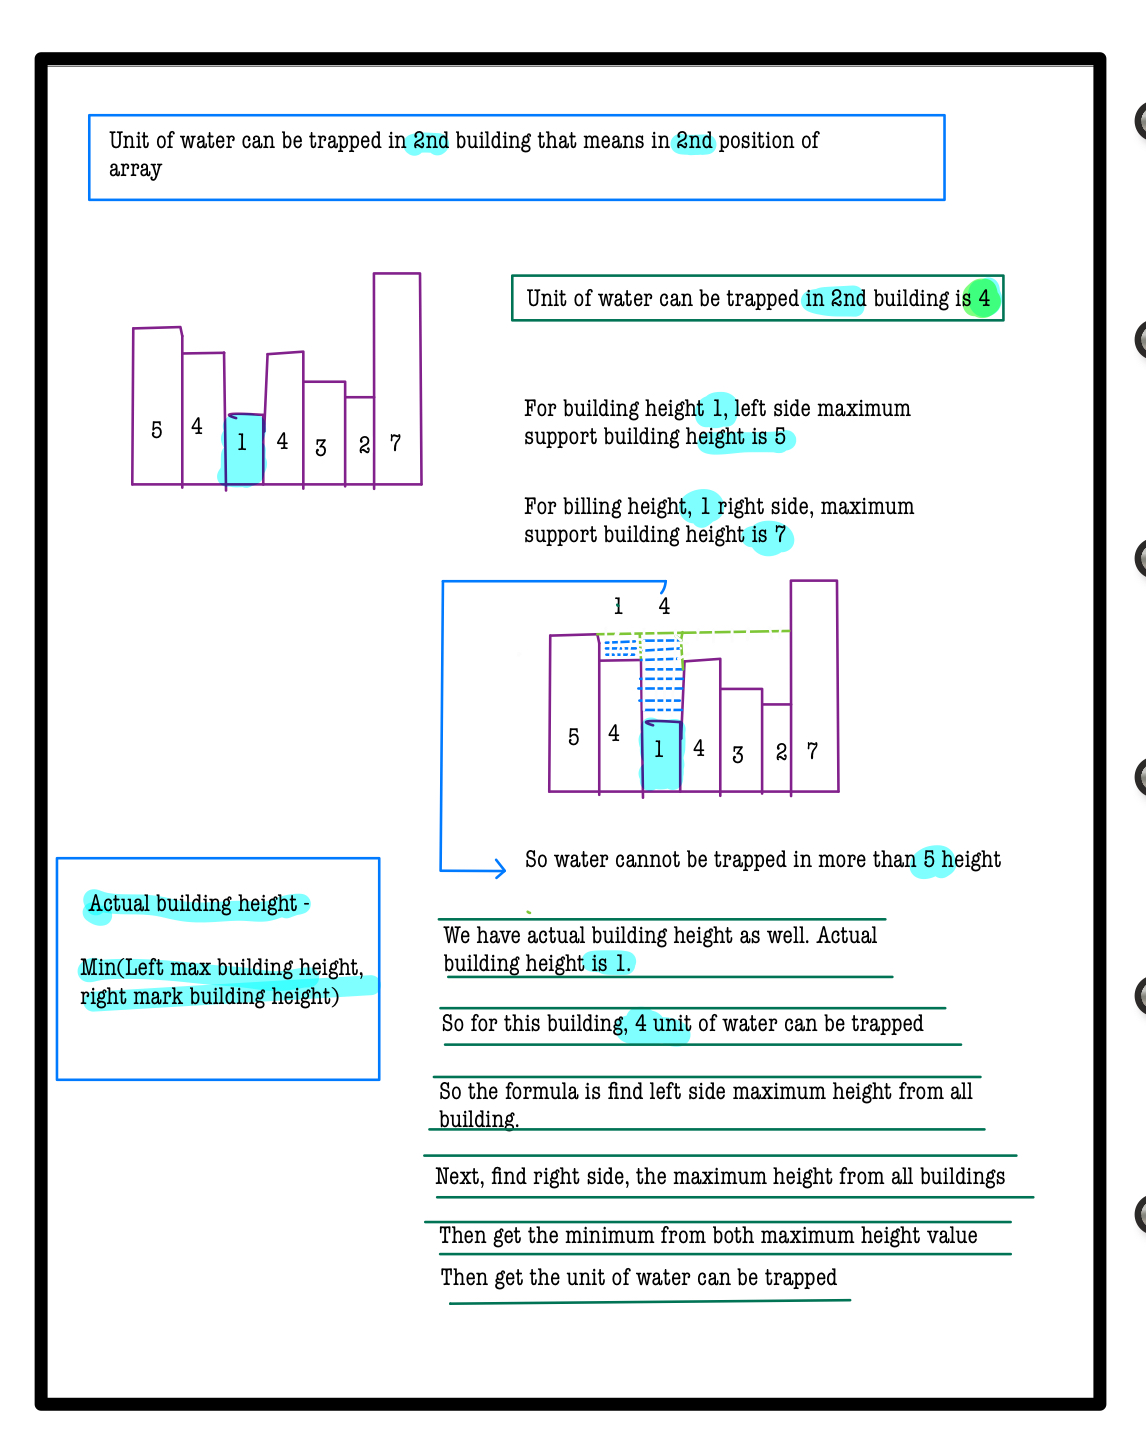 Unit of water can be trapped in 2nd building that means in 2nd position of
array
Unit of water can be trapped in 2nd building is 4
5 4 1 4 3 2 7
For building height 1, left side maximum
support building height is 5
For billing height, 1 right side, maximum
support building height is 7
1 4
5 4 1 4 3 2 7
So water cannot be trapped in more than 5 height
Actual building height -
Min(Left max building height,
right mark building height)
We have actual building height as well. Actual
building height is 1.
So for this building, 4 unit of water can be trapped
So the formula is find left side maximum height from all
building.
Next, find right side, the maximum height from all buildings
Then get the minimum from both maximum height value
Then get the unit of water can be trapped